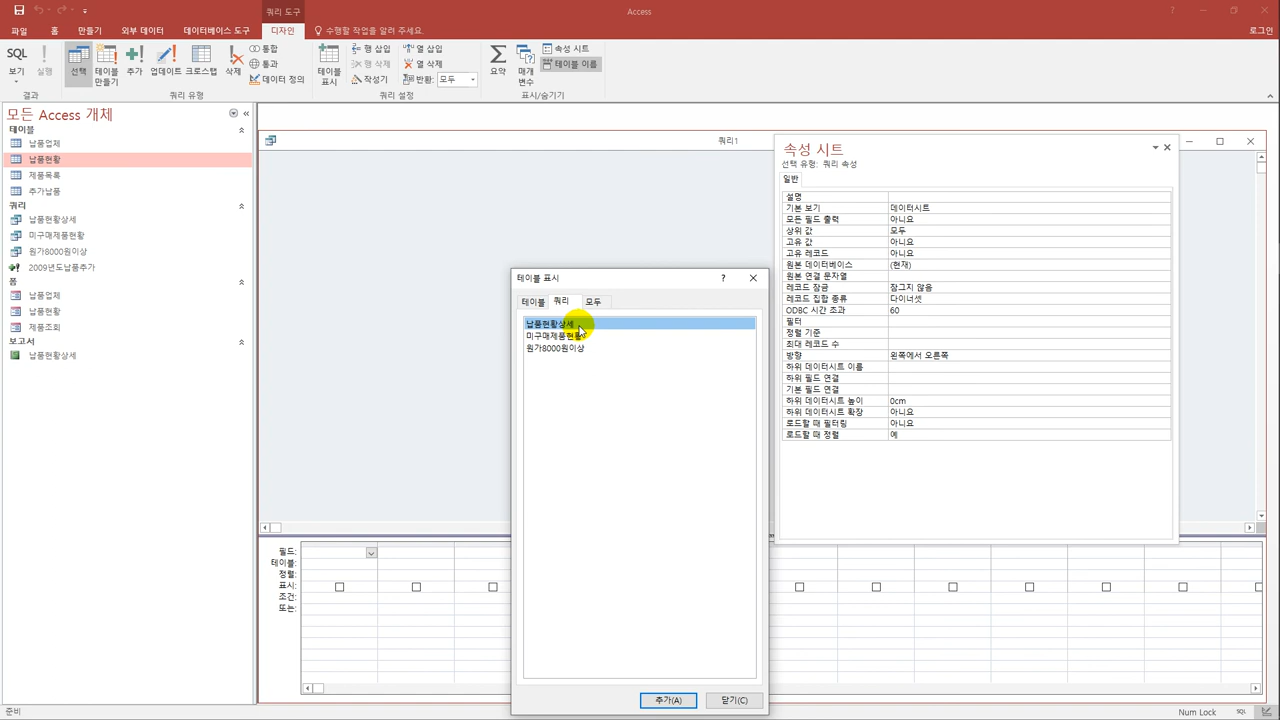 쿼리 도구
Access
파일 홈 만들기 외부 데이터 데이터베이스 도구 디자인 수행할 작업을 알려 주세요. 로그인
SQL
보기 실행
결과
선택 테이블 만들기 추가 업데이트 크로스탭 삭제
통합
통과
데이터 정의
쿼리 유형
테이블 표시
행 삽입
행 삭제
작성기
열 삽입
열 삭제
반환: 모두
쿼리 설정
요약 매개 변수
속성 시트
테이블 이름
표시/숨기기
모든 Access 개체
테이블
납품업체
납품현황
제품목록
추가납품
쿼리
납품현황상세
미구매제품현황
원가8000원이상
2009년도납품추가
폼
납품업체
납품현황
제품조회
보고서
납품현황상세
쿼리1
속성 시트
선택 유형: 쿼리 속성
일반
설명
기본 보기 데이터시트
모든 필드 출력 아니요
상위 값 모두
고유 값 아니요
고유 레코드 아니요
원본 데이터베이스 (현재)
원본 연결 문자열
레코드 잠금 잠그지 않음
레코드 집합 종류 다이너셋
ODBC 시간 초과 60
필터
정렬 기준
최대 레코드 수
방향 왼쪽에서 오른쪽
하위 데이터시트 이름
하위 필드 연결
기본 필드 연결
하위 데이터시트 높이 0cm
하위 데이터시트 확장 아니요
로드할 때 필터링 아니요
로드할 때 정렬 예
테이블 표시
테이블 쿼리 모두
납품현황상세
미구매제품현황
원가8000원이상
추가(A) 닫기(C)
필드:
테이블:
정렬:
표시:
조건:
또는:
준비
Num Lock SQL